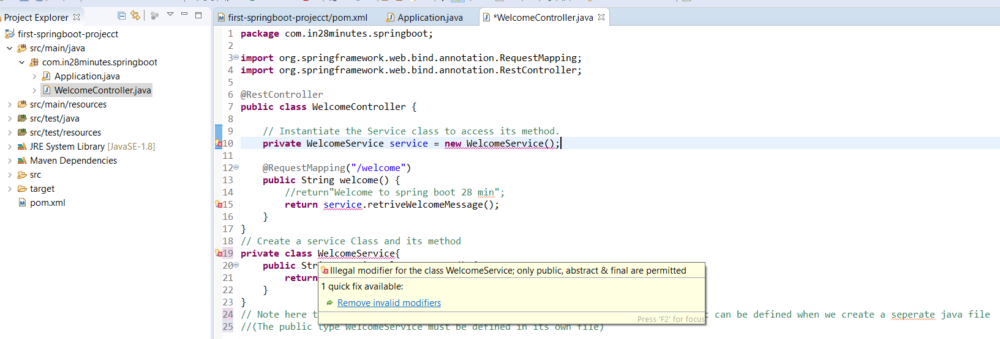 Project Explorer
first-springboot-projecct
src/main/java
com.in28minutes.springboot
Application.java
WelcomeController.java
src/main/resources
src/test/java
src/test/resources
JRE System Library [JavaSE-1.8]
Maven Dependencies
src
target
pom.xml
first-springboot-projecct/pom.xml
Application.java
*WelcomeController.java
1 package com.in28minutes.springboot;
2
3 import org.springframework.web.bind.annotation.RequestMapping;
4 import org.springframework.web.bind.annotation.RestController;
5
6 @RestController
7 public class WelcomeController {
8
9 // Instantiate the Service class to access its method.
10 private WelcomeService service = new WelcomeService();
11
12 @RequestMapping("/welcome")
13 public String welcome() {
14 //return"Welcome to spring boot 28 min";
15 return service.retriveWelcomeMessage();
16 }
17 }
18 // Create a service Class and its method
19 private class WelcomeService{
20 public Str
21 return
22 }
23 }
24 // Note here t
c can be defined when we create a seperate java file
25 //(The public type WelcomeService must be defined in its own file)
Illegal modifier for the class WelcomeService; only public, abstract & final are permitted
1 quick fix available:
Remove invalid modifiers
Press 'F2' for focus